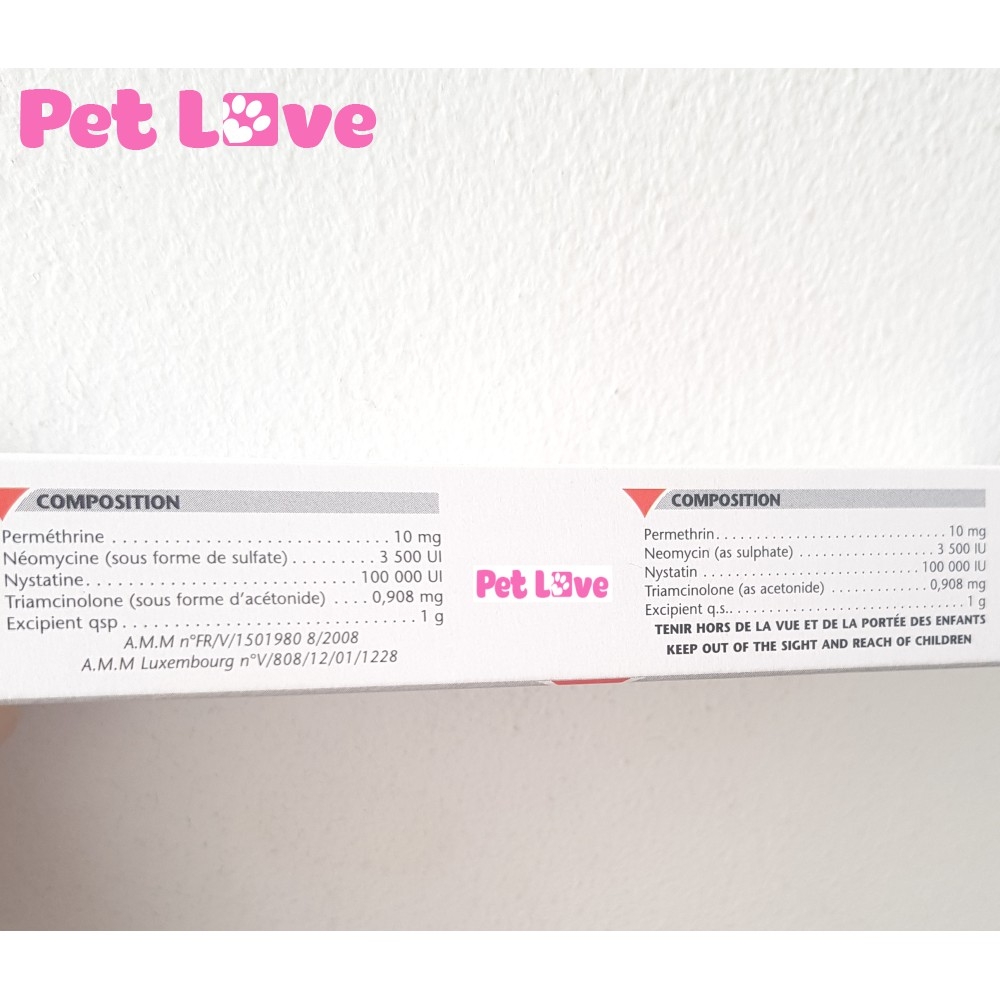 Pet Love
COMPOSITION
Perméthrine ............................. 10 mg
Néomycine (sous forme de sulfate)......... 3 500 UI
Nystatine............................ 100 000 UI
Triamcinolone (sous forme d'acétonide) .... 0,908 mg
Excipient qsp ............................... 1 g
A.M.M n°FR/V/1501980 8/2008
A.M.M Luxembourg n°V/808/12/01/1228
Pet Love
COMPOSITION
Permethrin............................... 10 mg
Neomycin (as sulphate) .................. 3 500 IU
Nystatin ............................ 100 000 IU
Triamcinolone (as acetonide) ............. 0,908 mg
Excipient q.s................................ 1 g
TENIR HORS DE LA VUE ET DE LA PORTÉE DES ENFANTS
KEEP OUT OF THE SIGHT AND REACH OF CHILDREN